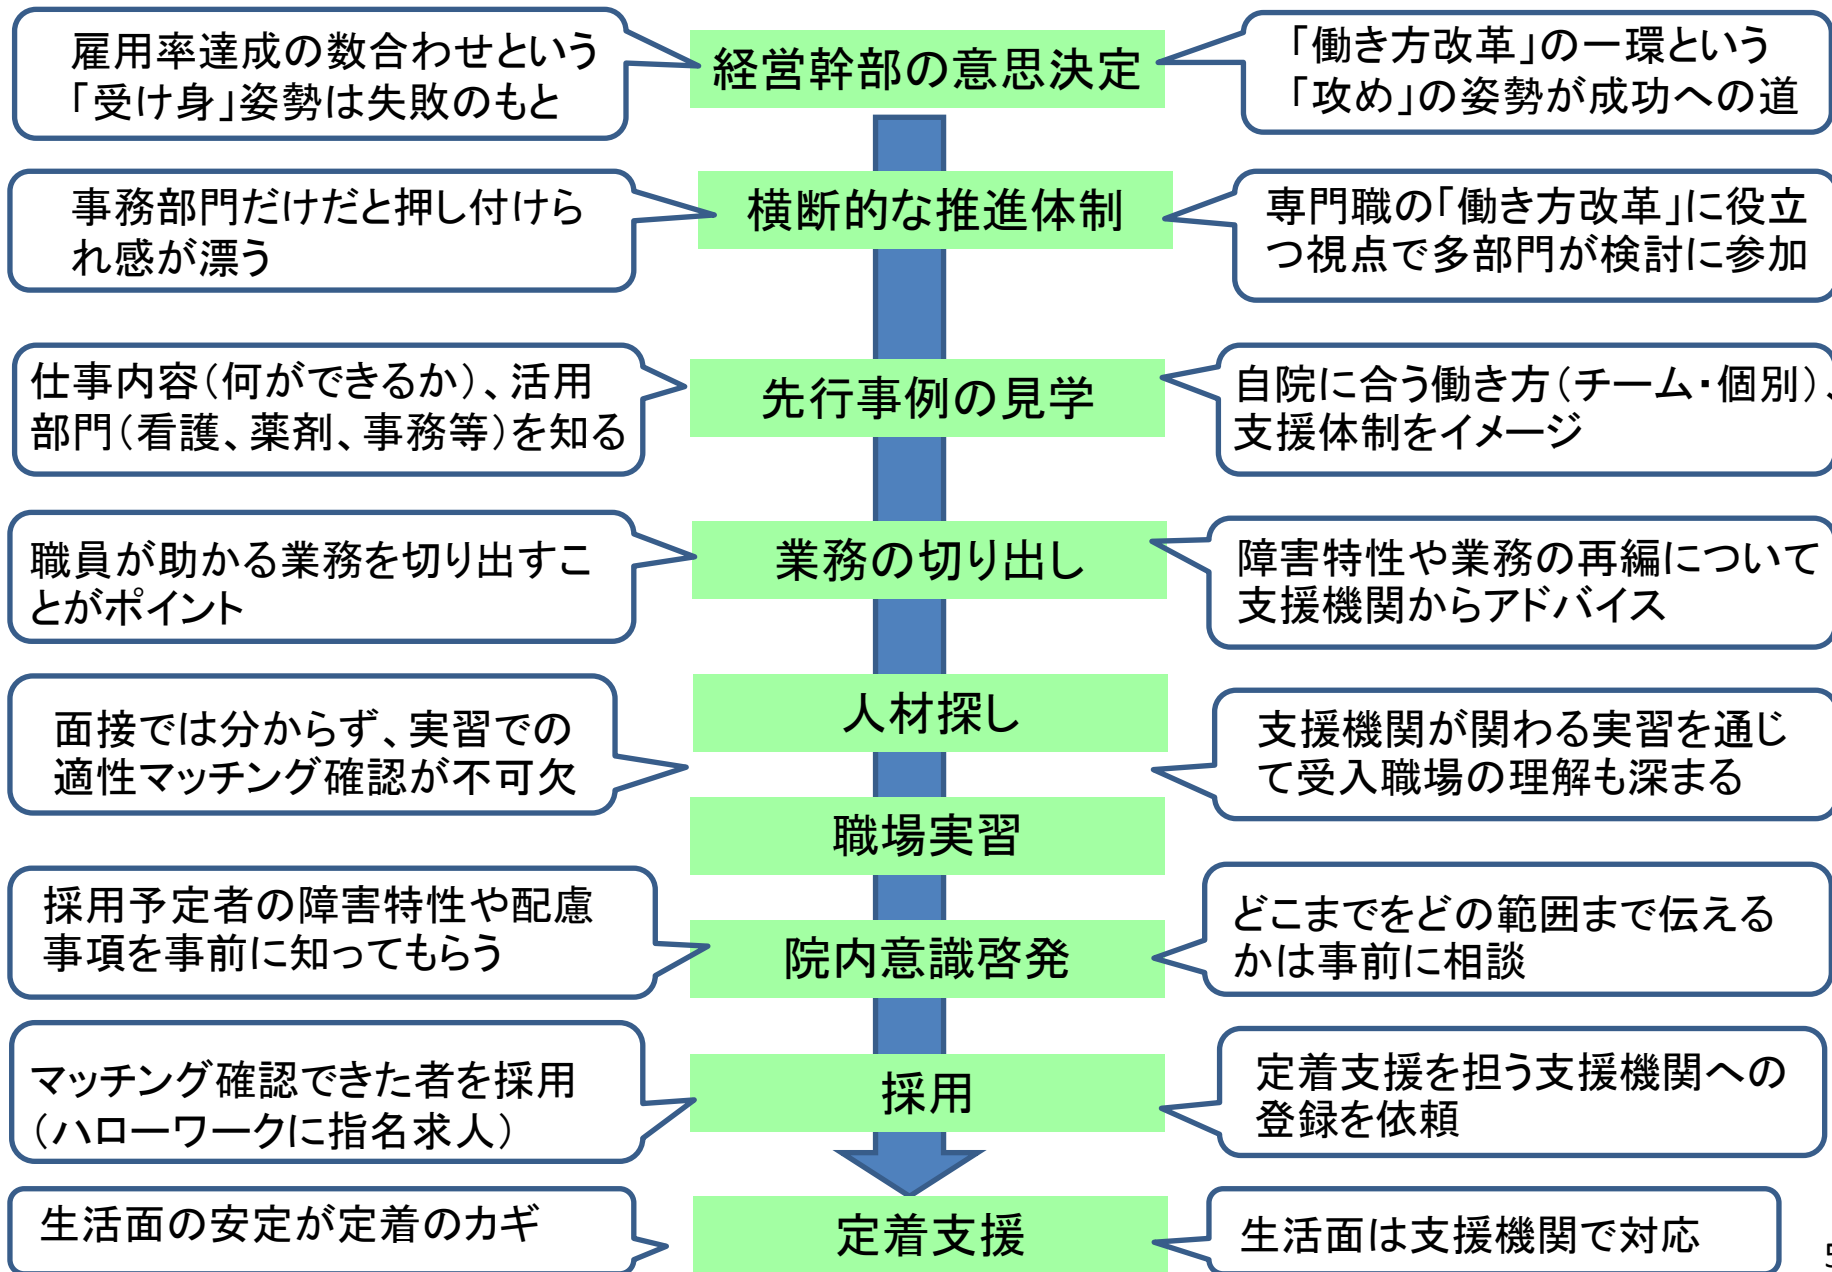 雇用率達成の数合わせという
「受け身」姿勢は失敗のもと
経営幹部の意思決定
「働き方改革」の一環という
「攻め」の姿勢が成功への道
事務部門だけだと押し付けら
れ感が漂う
横断的な推進体制
専門職の「働き方改革」に役立
つ視点で多部門が検討に参加
仕事内容(何ができるか)、活用
部門(看護、薬剤、事務等)を知る
先行事例の見学
自院に合う働き方(チーム・個別)、
支援体制をイメージ
職員が助かる業務を切り出すこ
とがポイント
業務の切り出し
障害特性や業務の再編について
支援機関からアドバイス
人材探し
面接では分からず、実習での
適性マッチング確認が不可欠
支援機関が関わる実習を通じ
て受入職場の理解も深まる
職場実習
採用予定者の障害特性や配慮
事項を事前に知ってもらう
院内意識啓発
どこまでをどの範囲まで伝える
かは事前に相談
マッチング確認できた者を採用
(ハローワークに指名求人)
採用
定着支援を担う支援機関への
登録を依頼
生活面の安定が定着のカギ
定着支援
生活面は支援機関で対応